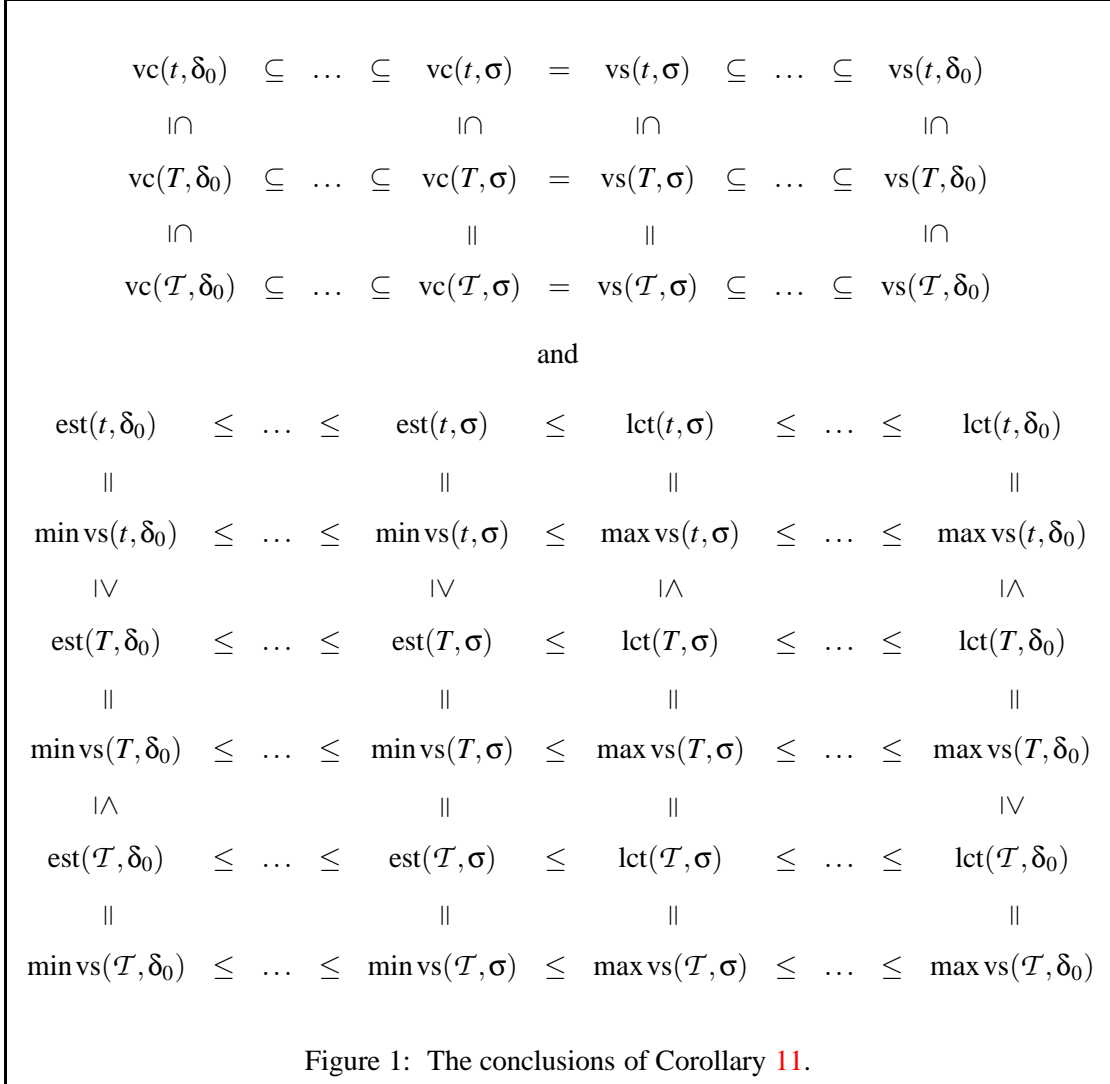 vc(t,δ₀) ⊆ … ⊆ vc(t,σ) = vs(t,σ) ⊆ … ⊆ vs(t,δ₀)
|∩ |∩ |∩ |∩
vc(T,δ₀) ⊆ … ⊆ vc(T,σ) = vs(T,σ) ⊆ … ⊆ vs(T,δ₀)
|∩ || || |∩
vc(𝒯,δ₀) ⊆ … ⊆ vc(𝒯,σ) = vs(𝒯,σ) ⊆ … ⊆ vs(𝒯,δ₀)
and
est(t,δ₀) ≤ … ≤ est(t,σ) ≤ lct(t,σ) ≤ … ≤ lct(t,δ₀)
|| || || ||
min vs(t,δ₀) ≤ … ≤ min vs(t,σ) ≤ max vs(t,σ) ≤ … ≤ max vs(t,δ₀)
|∨ |∨ |∧ |∧
est(T,δ₀) ≤ … ≤ est(T,σ) ≤ lct(T,σ) ≤ … ≤ lct(T,δ₀)
|| || || ||
min vs(T,δ₀) ≤ … ≤ min vs(T,σ) ≤ max vs(T,σ) ≤ … ≤ max vs(T,δ₀)
|∧ || || |∨
est(𝒯,δ₀) ≤ … ≤ est(𝒯,σ) ≤ lct(𝒯,σ) ≤ … ≤ lct(𝒯,δ₀)
|| || || ||
min vs(𝒯,δ₀) ≤ … ≤ min vs(𝒯,σ) ≤ max vs(𝒯,σ) ≤ … ≤ max vs(𝒯,δ₀)
Figure 1: The conclusions of Corollary 11.